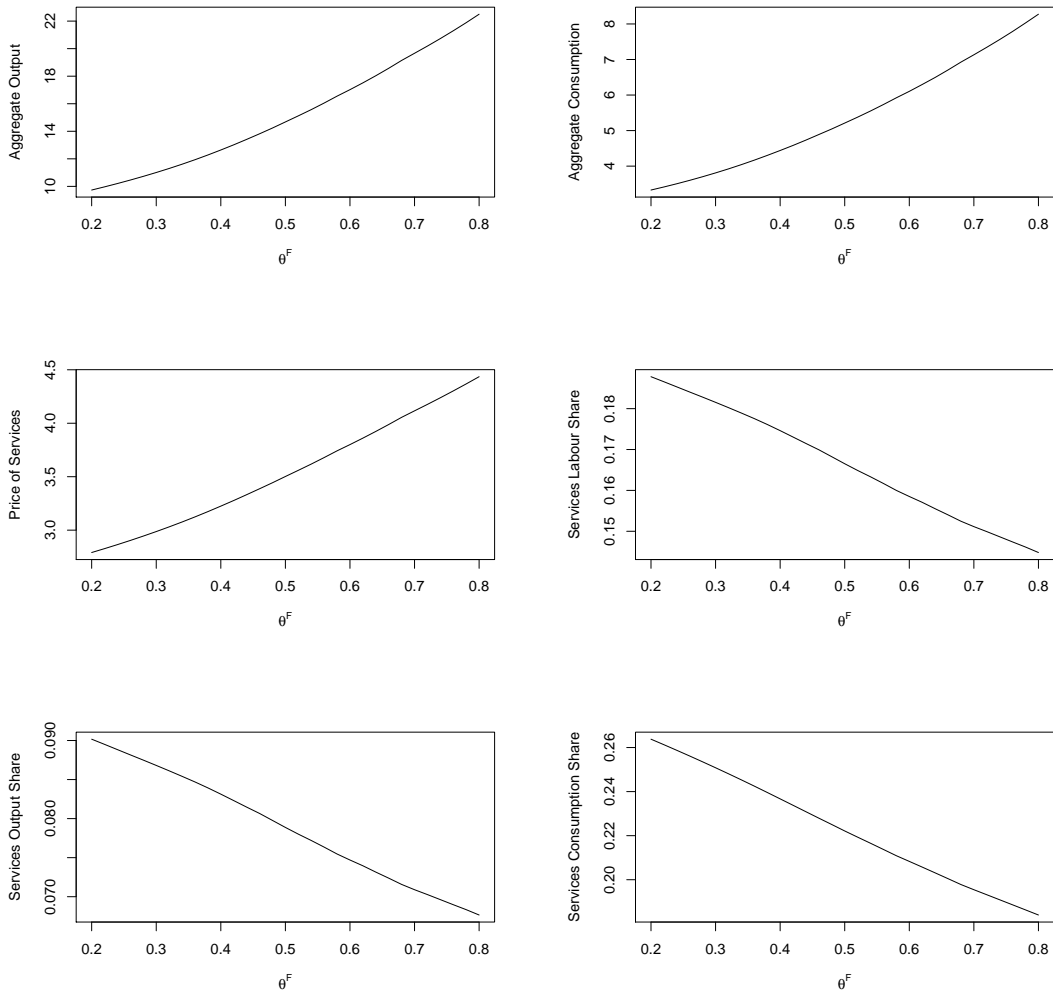 Aggregate Output
10 14 18 22
0.2 0.3 0.4 0.5 0.6 0.7 0.8
θF
Aggregate Consumption
4 5 6 7 8
0.2 0.3 0.4 0.5 0.6 0.7 0.8
θF
Price of Services
3.0 3.5 4.0 4.5
0.2 0.3 0.4 0.5 0.6 0.7 0.8
θF
Services Labour Share
0.15 0.16 0.17 0.18
0.2 0.3 0.4 0.5 0.6 0.7 0.8
θF
Services Output Share
0.070 0.080 0.090
0.2 0.3 0.4 0.5 0.6 0.7 0.8
θF
Services Consumption Share
0.20 0.22 0.24 0.26
0.2 0.3 0.4 0.5 0.6 0.7 0.8
θF